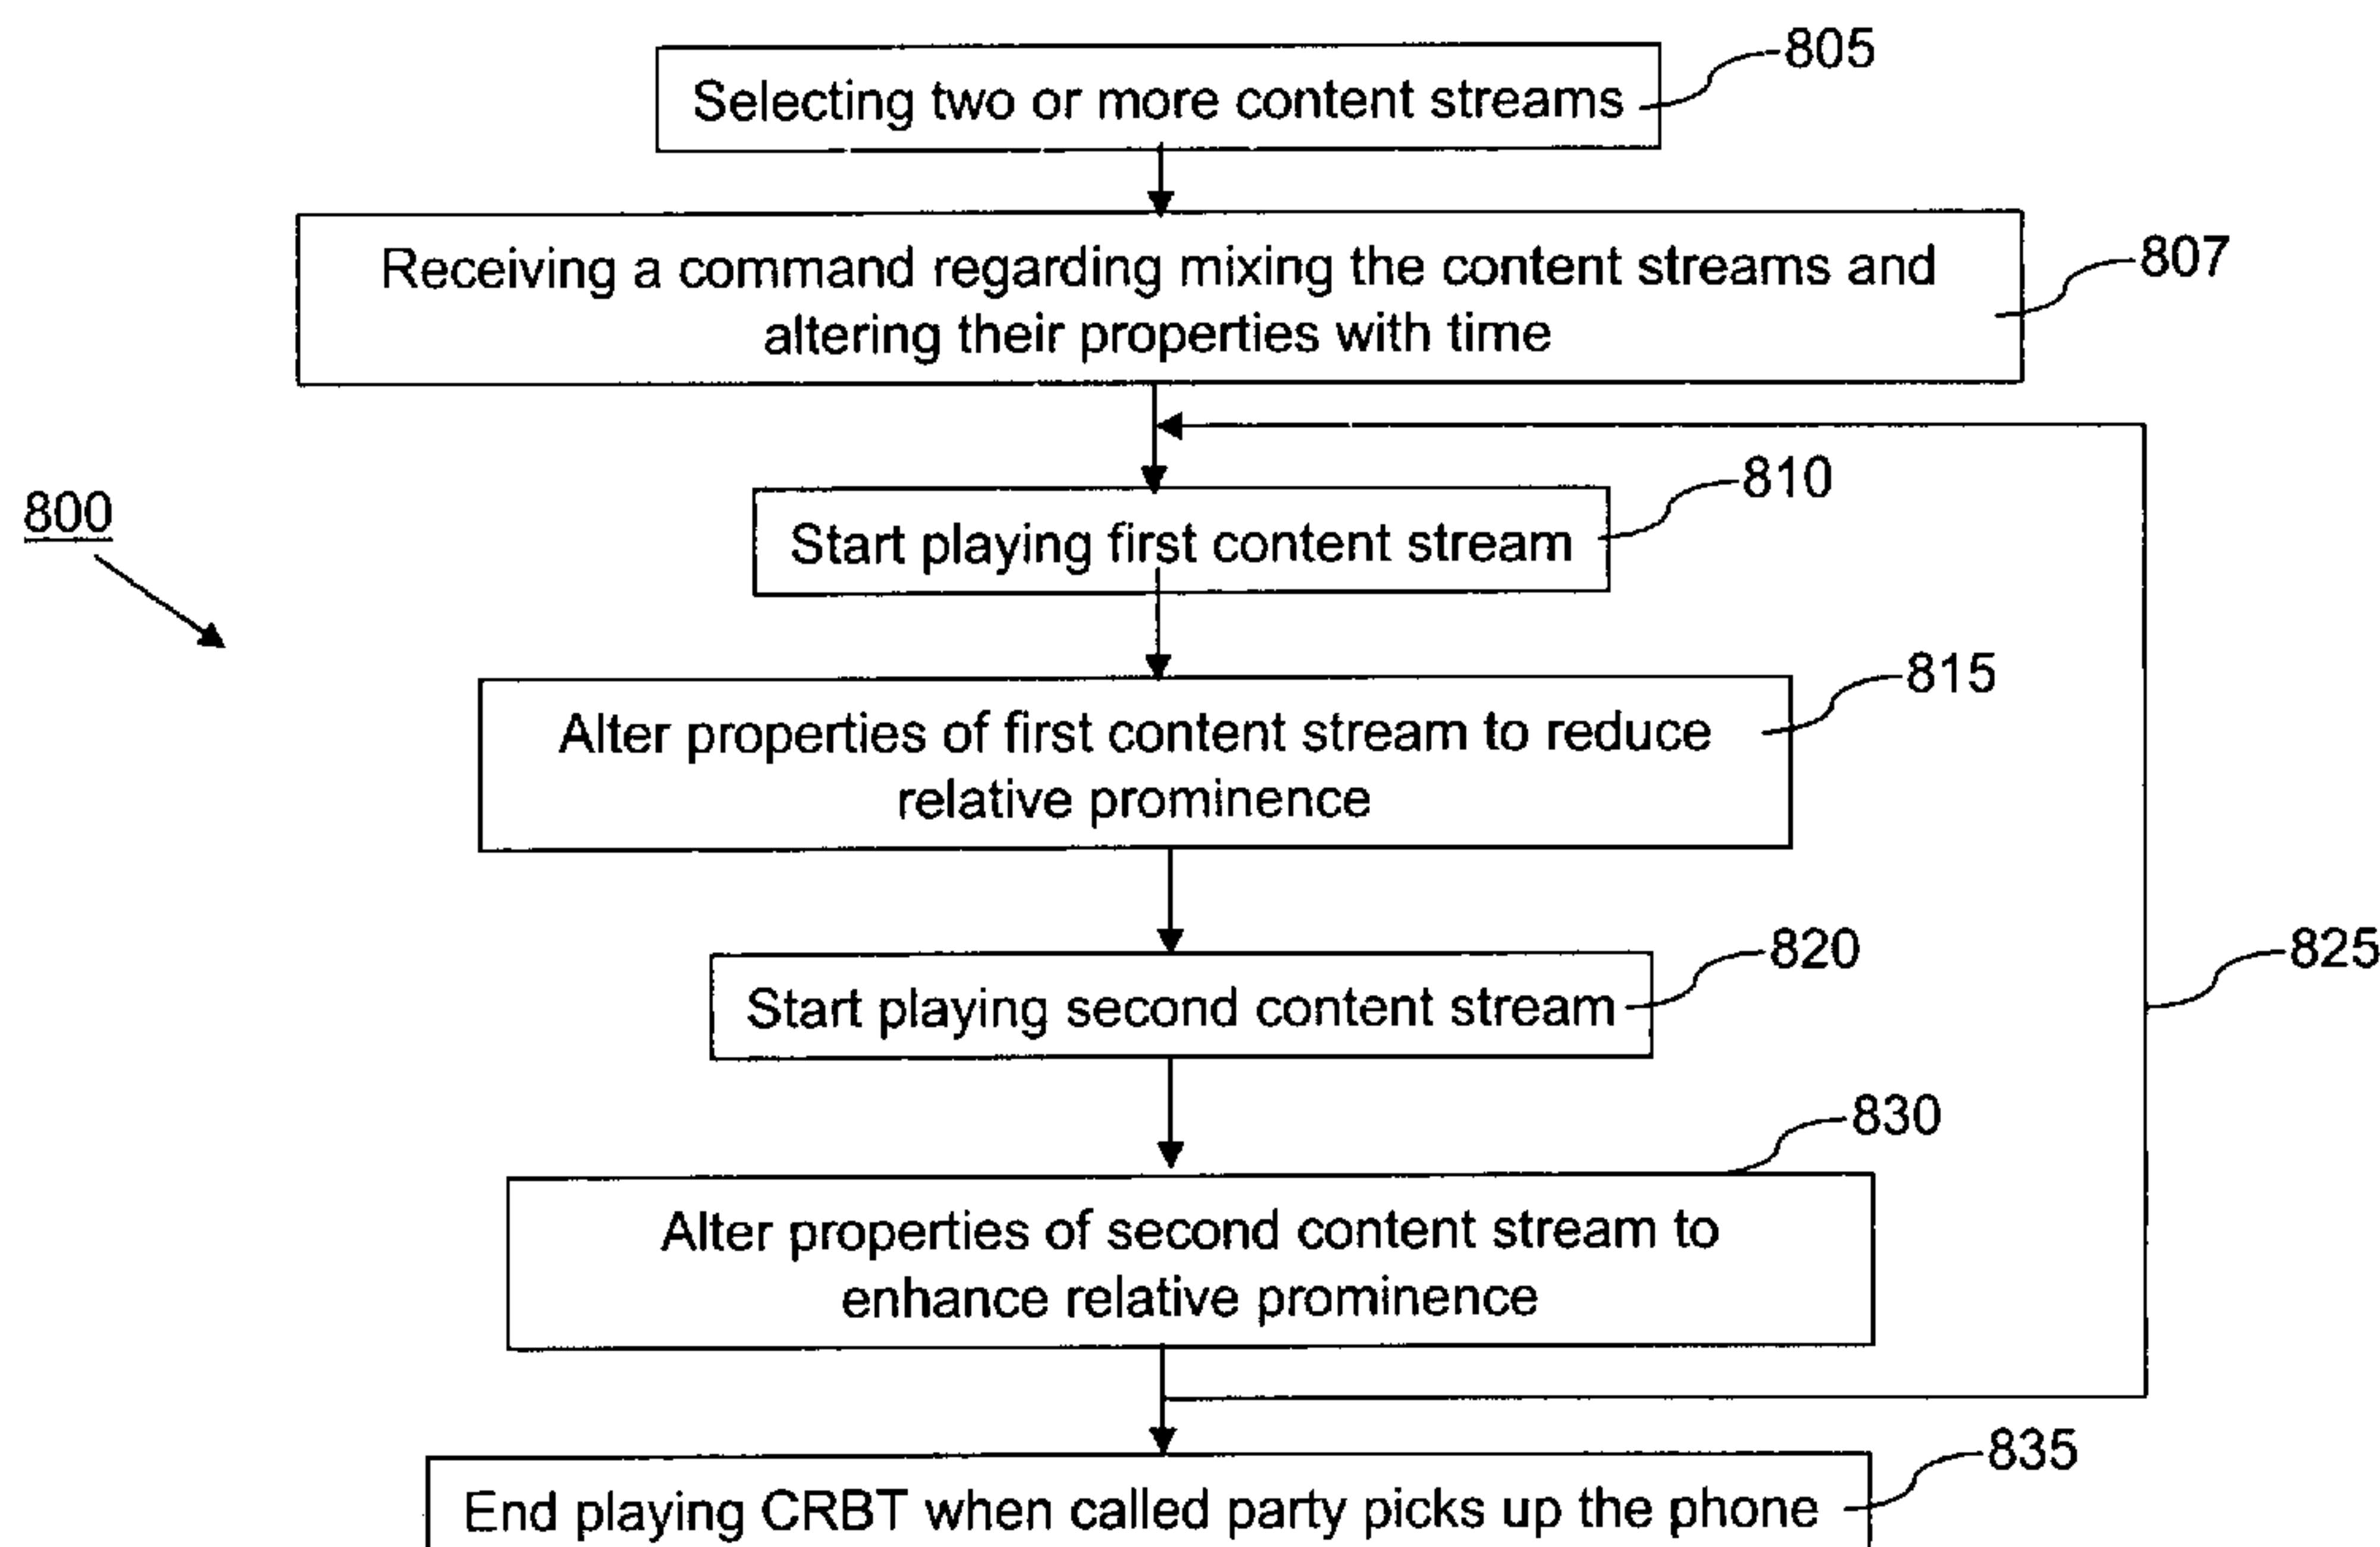 Selecting two or more content streams
805
Receiving a command regarding mixing the content streams and
altering their properties with time
807
800
Start playing first content stream
810
Alter properties of first content stream to reduce
relative prominence
815
Start playing second content stream
820
825
Alter properties of second content stream to
enhance relative prominence
830
End playing CRBT when called party picks up the phone
835